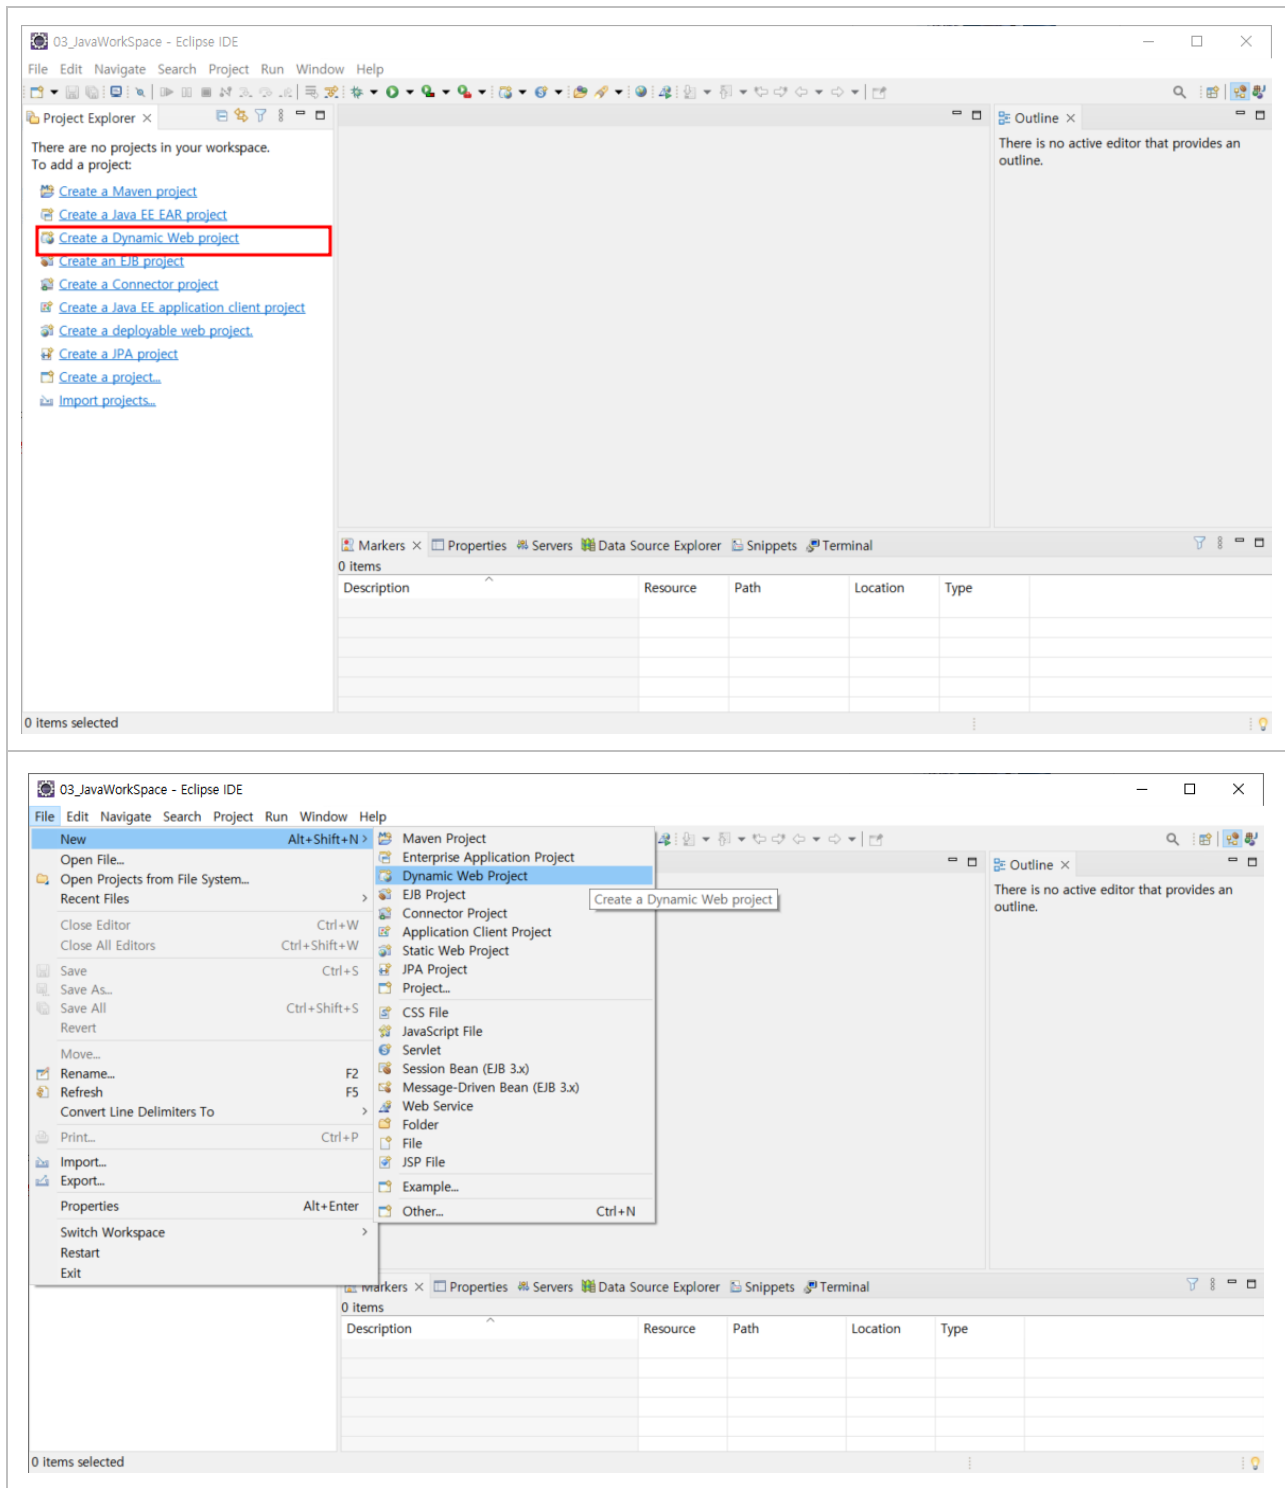 03_JavaWorkSpace - Eclipse IDE
File Edit Navigate Search Project Run Window Help
Project Explorer
Outline
There are no projects in your workspace.
To add a project:
There is no active editor that provides an
outline.
Create a Maven project
Create a Java EE EAR project
Create a Dynamic Web project
Create an EJB project
Create a Connector project
Create a Java EE application client project
Create a deployable web project.
Create a JPA project
Create a project...
Import projects...
Markers Properties Servers Data Source Explorer Snippets Terminal
0 items
Description Resource Path Location Type
0 items selected
03_JavaWorkSpace - Eclipse IDE
File Edit Navigate Search Project Run Window Help
New Alt+Shift+N
Open File...
Open Projects from File System...
Recent Files
Close Editor Ctrl+W
Close All Editors Ctrl+Shift+W
Save Ctrl+S
Save As...
Save All Ctrl+Shift+S
Revert
Move...
Rename... F2
Refresh F5
Convert Line Delimiters To
Print... Ctrl+P
Import...
Export...
Properties Alt+Enter
Switch Workspace
Restart
Exit
Maven Project
Enterprise Application Project
Dynamic Web Project
EJB Project
Connector Project
Application Client Project
Static Web Project
JPA Project
Project...
CSS File
JavaScript File
Servlet
Session Bean (EJB 3.x)
Message-Driven Bean (EJB 3.x)
Web Service
Folder
File
JSP File
Example...
Other... Ctrl+N
Create a Dynamic Web project
Outline
There is no active editor that provides an
outline.
Markers Properties Servers Data Source Explorer Snippets Terminal
0 items
Description Resource Path Location Type
0 items selected